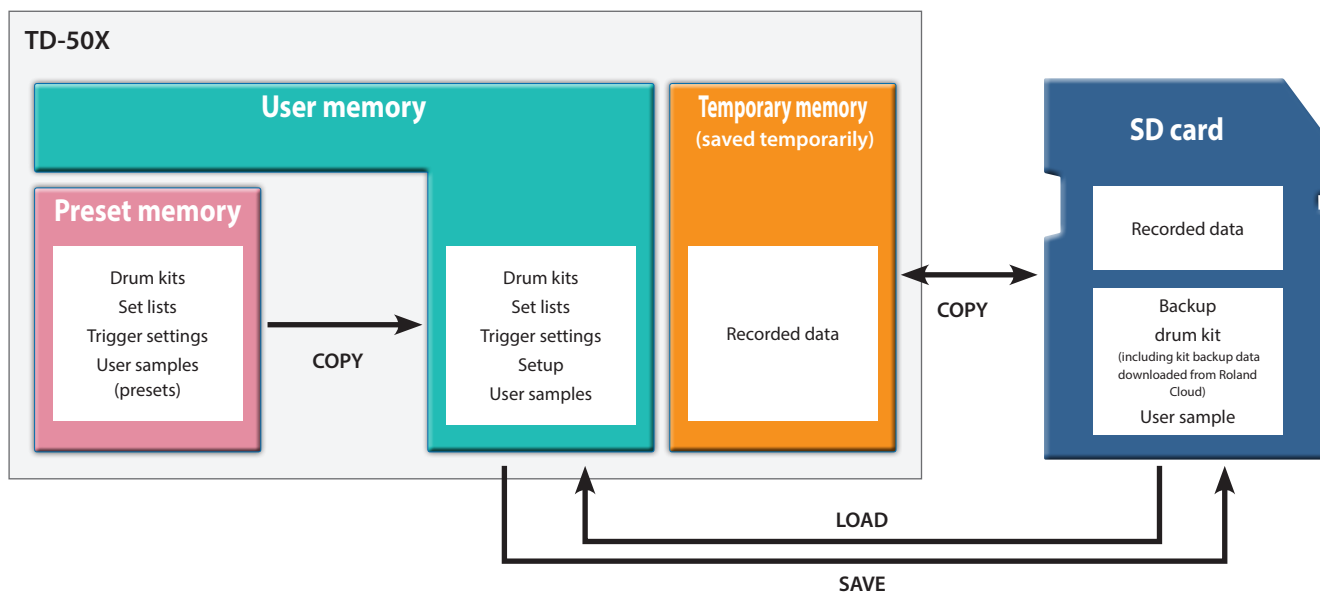 TD-50X
User memory
Preset memory
Drum kits
Set lists
Trigger settings
User samples
(presets)
COPY
Drum kits
Set lists
Trigger settings
Setup
User samples
Temporary memory
(saved temporarily)
Recorded data
COPY
SD card
Recorded data
Backup
drum kit
(including kit backup data
downloaded from Roland
Cloud)
User sample
LOAD
SAVE